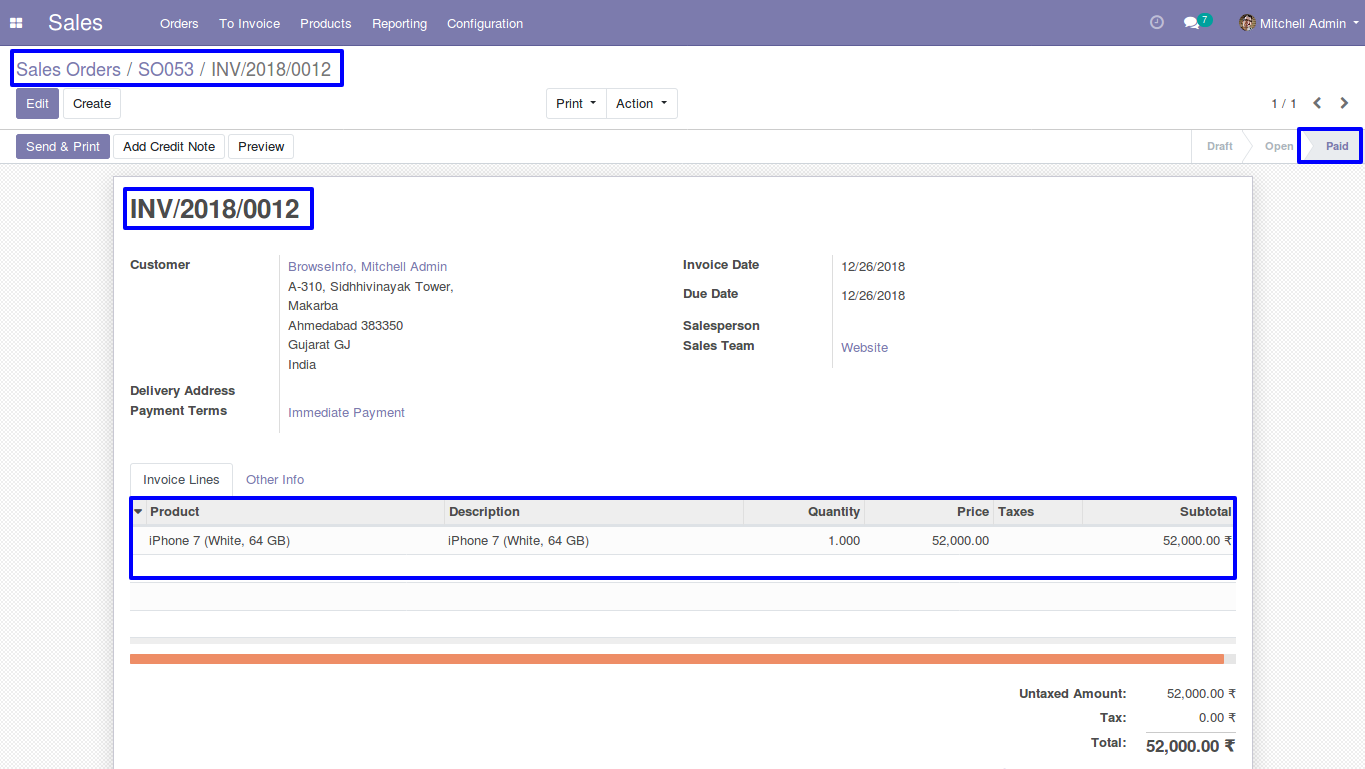 Sales Orders To Invoice Products Reporting Configuration 7 Mitchell Admin
Sales Orders / SO053 / INV/2018/0012
Edit Create Print Action 1 / 1
Send & Print Add Credit Note Preview Draft Open Paid
INV/2018/0012
Customer BrowseInfo, Mitchell Admin Invoice Date 12/26/2018
A-310, Sidhhivinayak Tower, Due Date 12/26/2018
Makarba
Ahmedabad 383350 Salesperson
Gujarat GJ Sales Team Website
India
Delivery Address
Payment Terms Immediate Payment
Invoice Lines Other Info
Product Description Quantity Price Taxes Subtotal
iPhone 7 (White, 64 GB) iPhone 7 (White, 64 GB) 1.000 52,000.00 52,000.00 ₹
Untaxed Amount: 52,000.00 ₹
Tax: 0.00 ₹
Total: 52,000.00 ₹